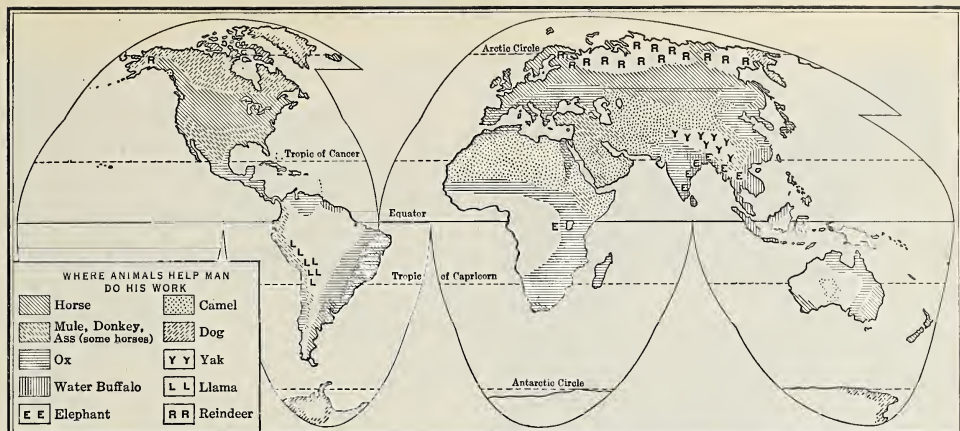 Arctic Circle
Tropic of Cancer
Equator
Tropic of Capricorn
Antarctic Circle
WHERE ANIMALS HELP MAN
DO HIS WORK
Horse
Mule, Donkey,
Ass (some horses)
Ox
Water Buffalo
E E Elephant
Camel
Dog
Y Y Yak
L L Llama
R R Reindeer
R
R R R R R R R R R R R R R R
Y Y Y Y Y Y Y Y
E E E E E
E
L L L L L L